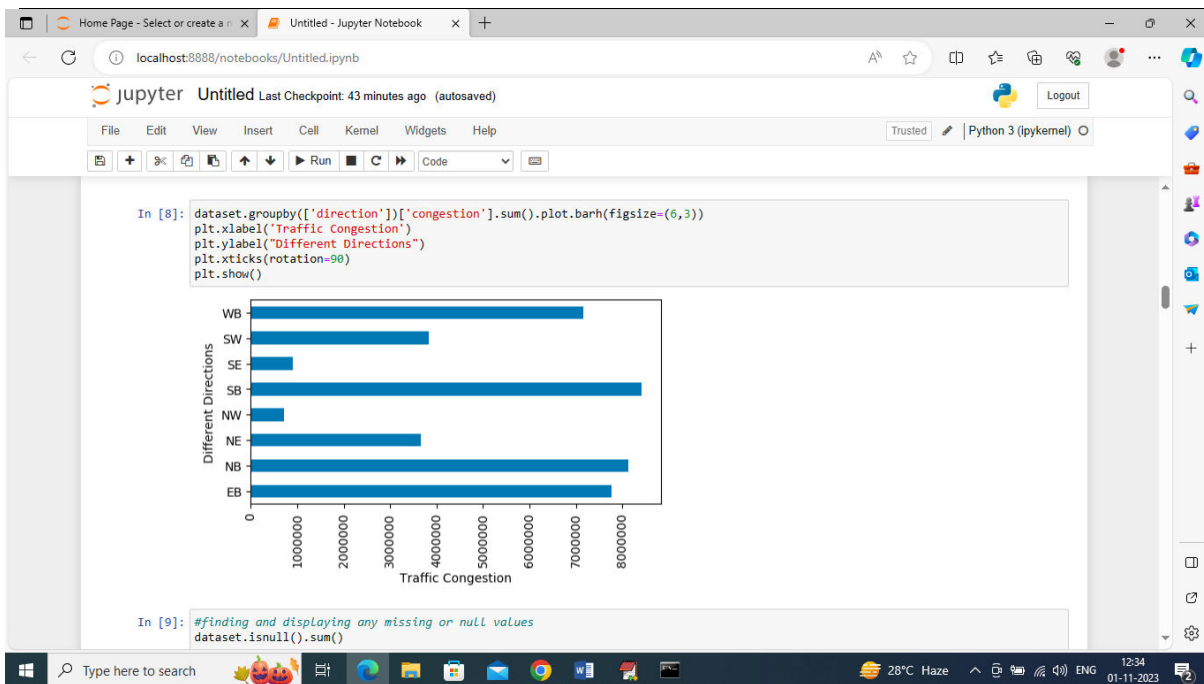 Home Page - Select or create a n
Untitled - Jupyter Notebook
localhost:8888/notebooks/Untitled.ipynb
jupyter Untitled Last Checkpoint: 43 minutes ago (autosaved)
Logout
File Edit View Insert Cell Kernel Widgets Help
Trusted Python 3 (ipykernel)
Run Code
In [8]: dataset.groupby(['direction'])['congestion'].sum().plot.barh(figsize=(6,3))
plt.xlabel('Traffic Congestion')
plt.ylabel("Different Directions")
plt.xticks(rotation=90)
plt.show()
Different Directions
WB
SW
SE
SB
NW
NE
NB
EB
0
1000000
2000000
3000000
4000000
5000000
6000000
7000000
8000000
Traffic Congestion
In [9]: #finding and displaying any missing or null values
dataset.isnull().sum()
Type here to search
28°C Haze
ENG
12:34
01-11-2023
2